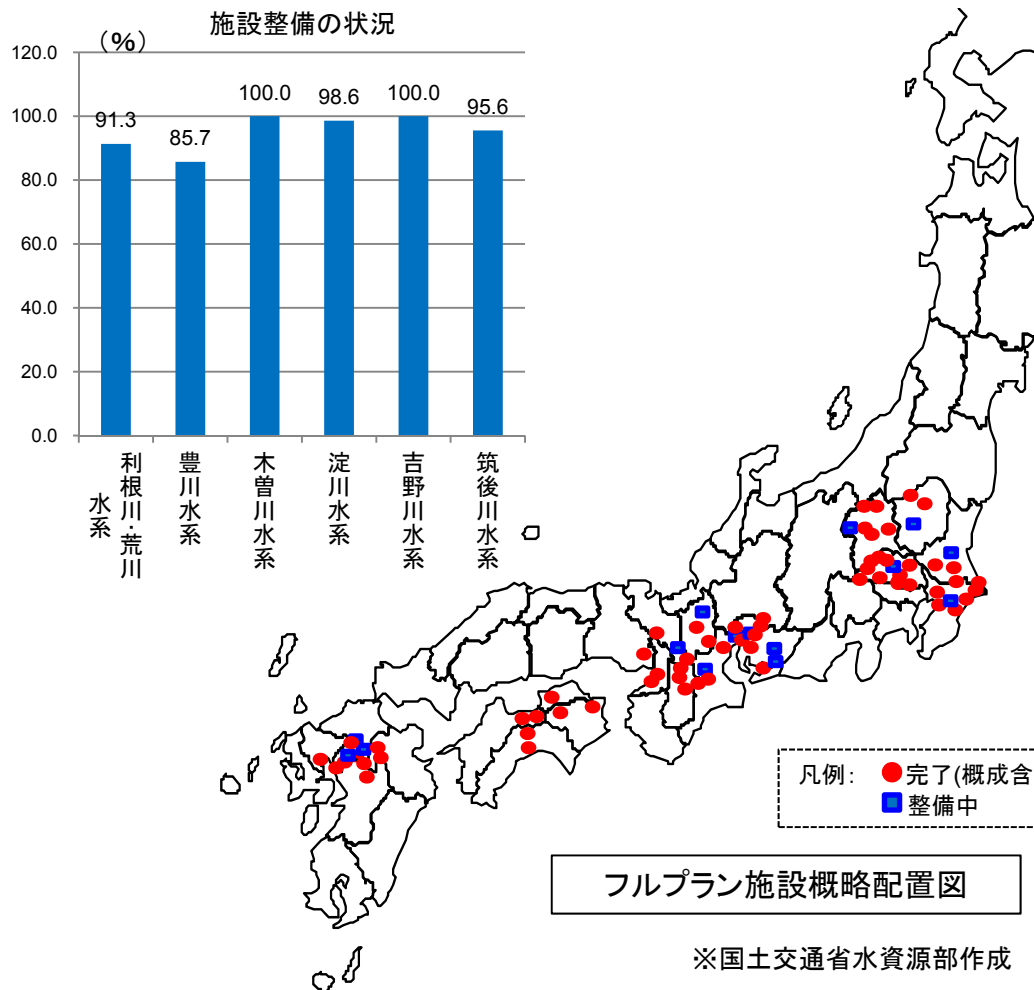 施設整備の状況
(%)
120.0
100.0
80.0
60.0
40.0
20.0
0.0
91.3
85.7
100.0
98.6
100.0
95.6
利根川・荒川
水系
豊川水系
木曽川水系
淀川水系
吉野川水系
筑後川水系
凡例: 完了(概成含
整備中
フルプラン施設概略配置図
※国土交通省水資源部作成